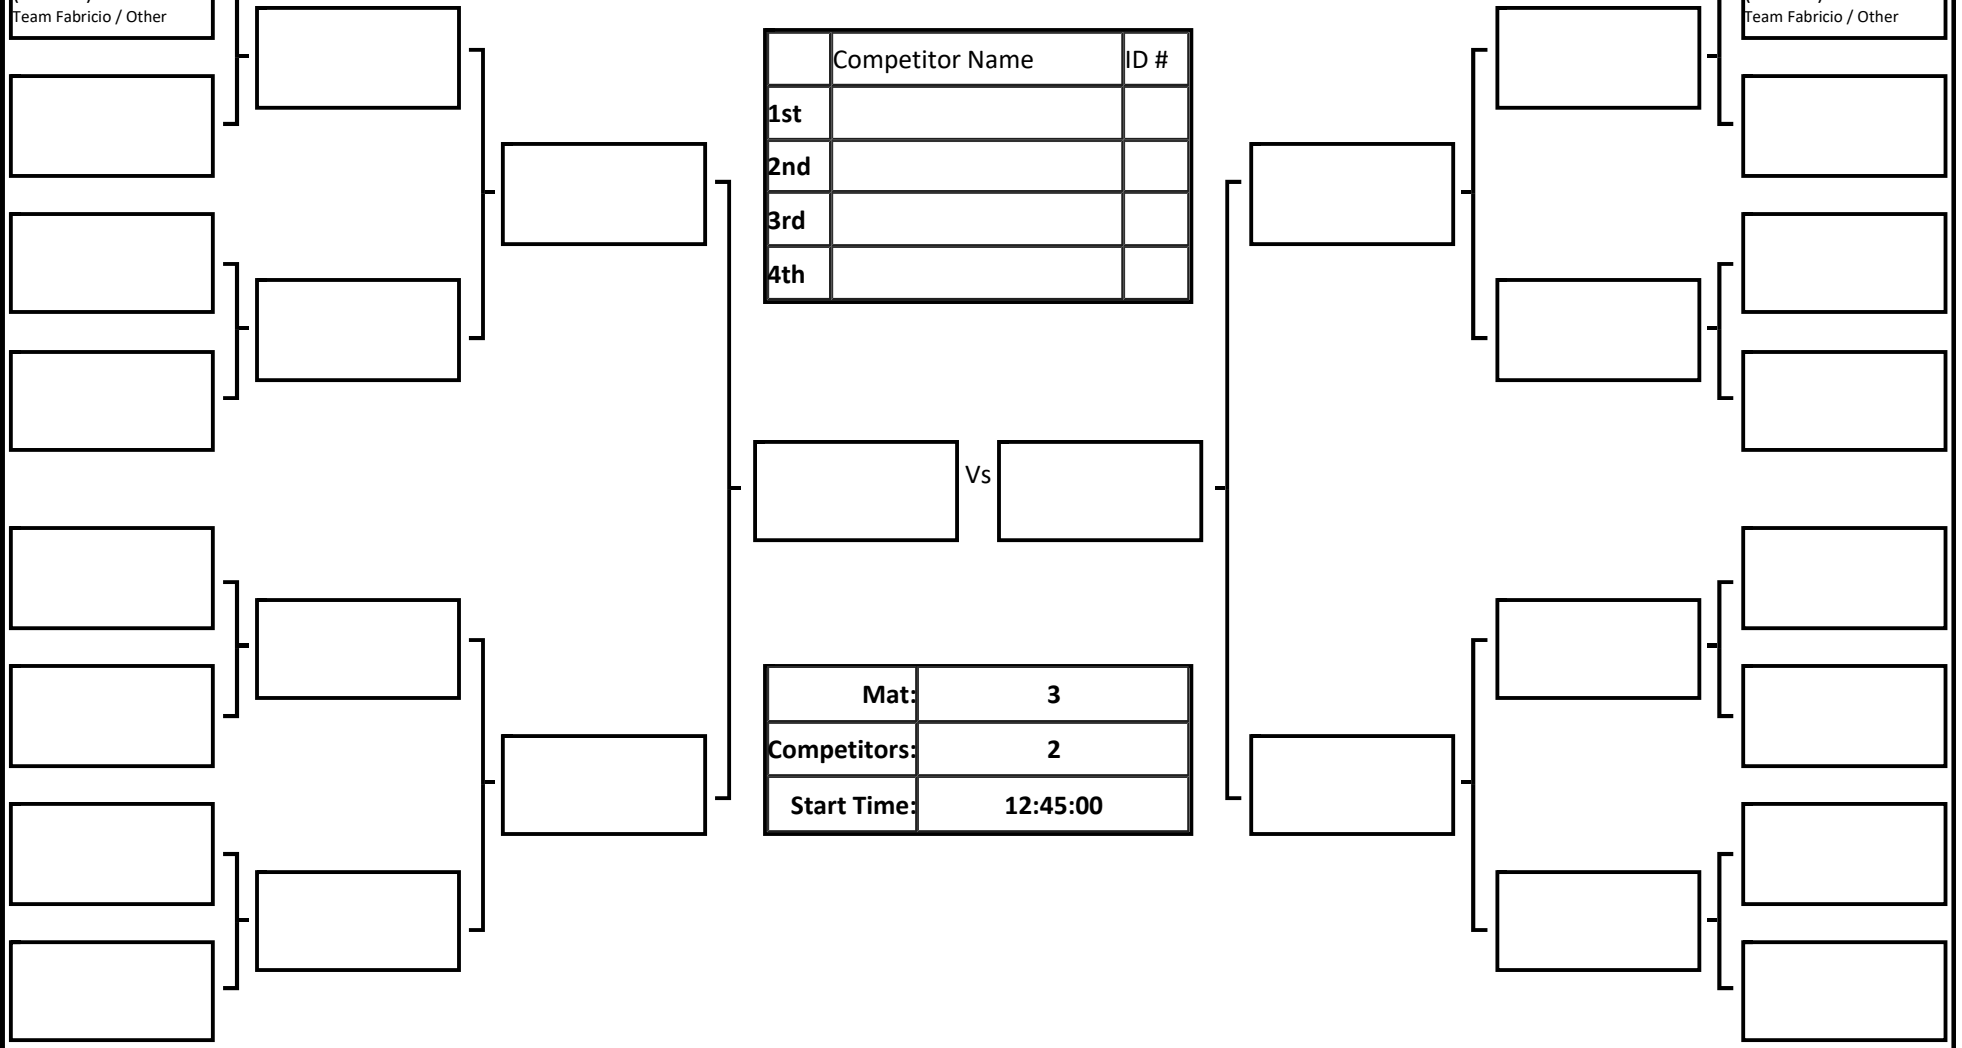 Team Fabricio / Other
Team Fabricio / Other
Competitor Name ID #
1st
2nd
3rd
4th
Vs
Mat: 3
Competitors: 2
Start Time: 12:45:00